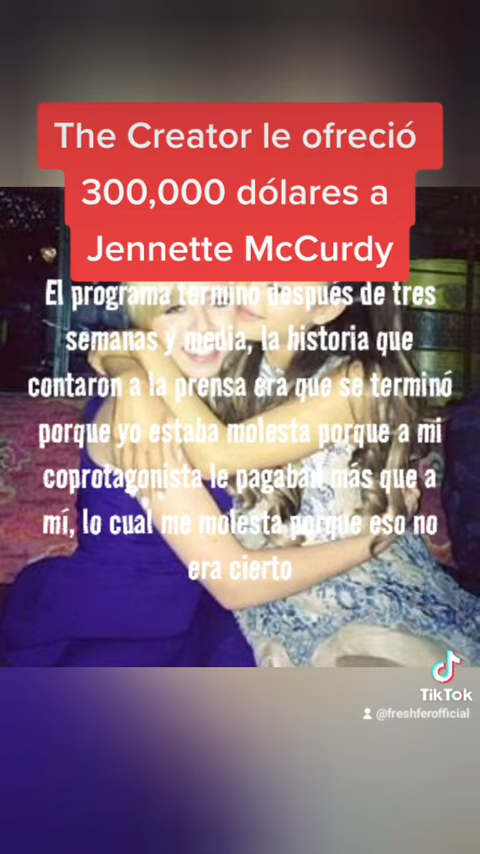 The Creator le ofreció
300,000 dólares a
Jennette McCurdy
El programa termino después de tres
semanas y media, la historia que
contaron a la prensa era que se terminó
porque yo estaba molesta porque a mi
coprotagonista le pagaban más que a
mí, lo cual me molesta porque eso no
era cierto
TikTok
@freshferofficial